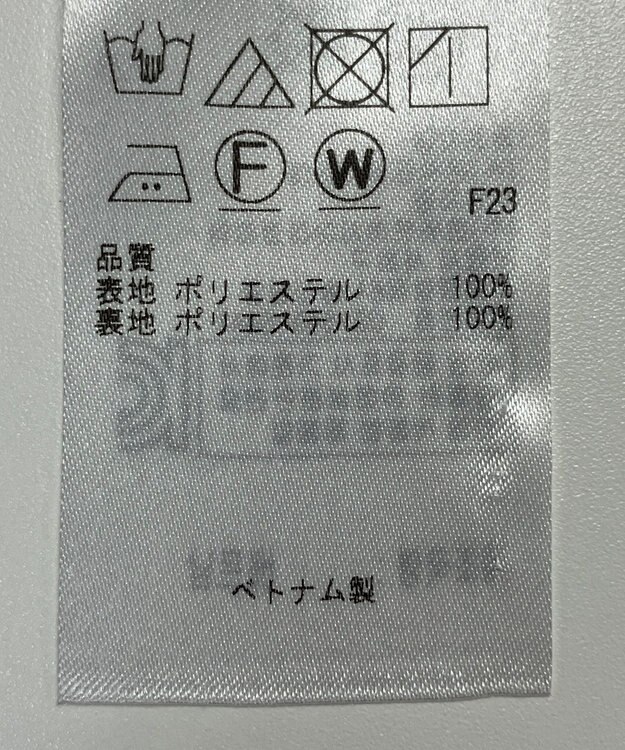 F W
F23
品質
表地 ポリエステル 100%
裏地 ポリエステル 100%
ベトナム製